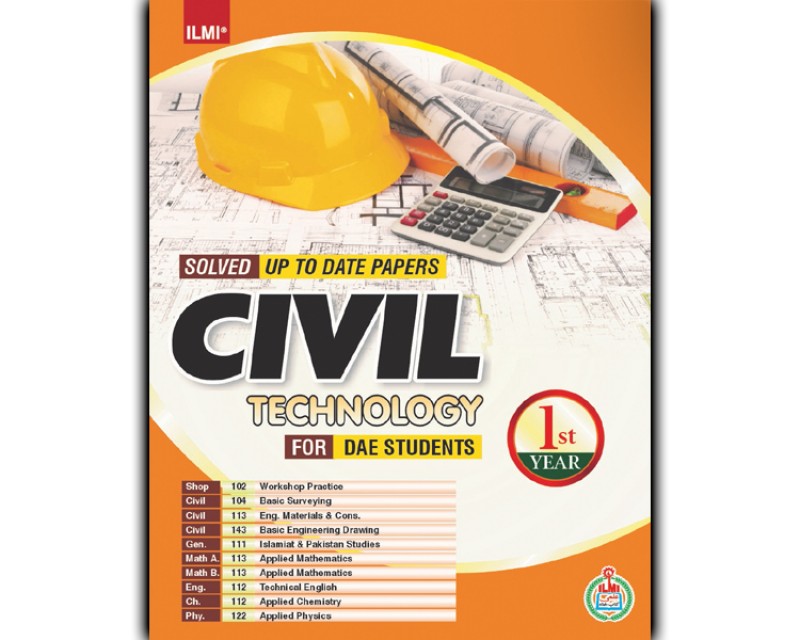 ILMI®
SOLVED UP TO DATE PAPERS
CIVIL
TECHNOLOGY
FOR DAE STUDENTS
1st
YEAR
Shop 102 Workshop Practice
Civil 104 Basic Surveying
Civil 113 Eng. Materials & Cons.
Civil 143 Basic Engineering Drawing
Gen. 111 Islamiat & Pakistan Studies
Math A. 113 Applied Mathematics
Math B. 113 Applied Mathematics
Eng. 112 Technical English
Ch. 112 Applied Chemistry
Phy. 122 Applied Physics
ILMI